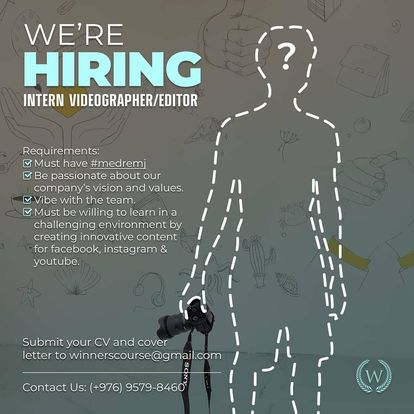 WE'RE
HIRING
INTERN VIDEOGRAPHER/EDITOR
?
Requirements:
Must have #medremj
Be passionate about our
company's vision and values.
Vibe with the team.
Must be willing to learn in a
challenging environment by
creating innovative content
for facebook, instagram &
youtube.
Submit your CV and cover
letter to winnerscourse@gmail.com
Contact Us: (+976) 9579-8460
SONY
W